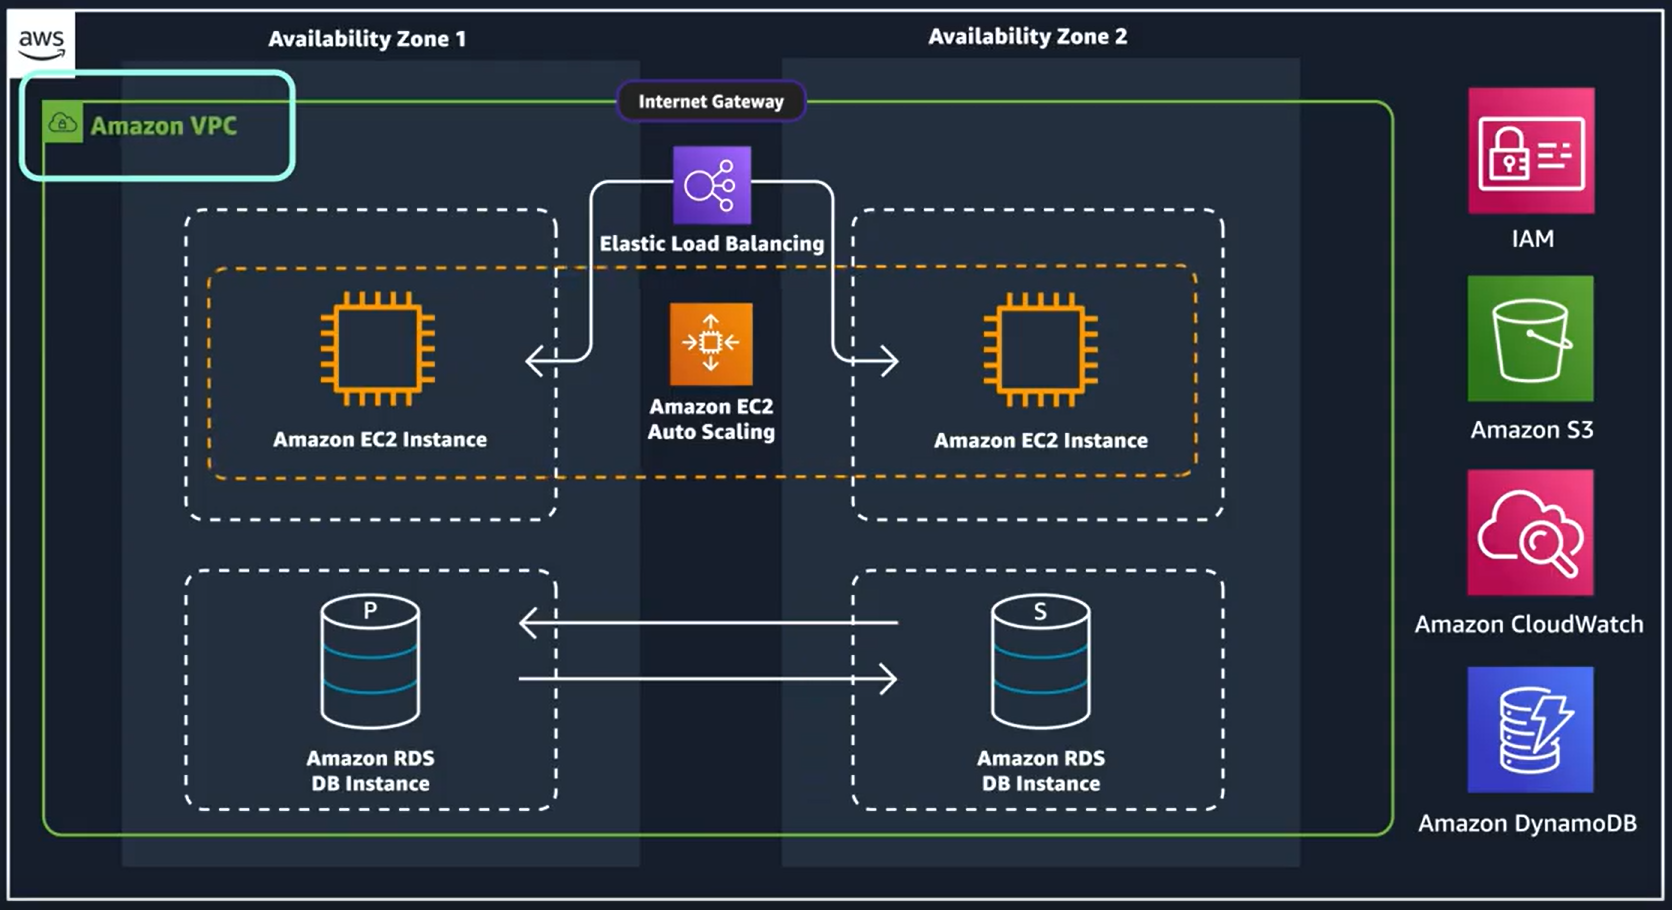 aws
Availability Zone 1
Availability Zone 2
Internet Gateway
Amazon VPC
Elastic Load Balancing
Amazon EC2 Instance
Amazon EC2
Auto Scaling
Amazon EC2 Instance
P
Amazon RDS
DB Instance
S
Amazon RDS
DB Instance
IAM
Amazon S3
Amazon CloudWatch
Amazon DynamoDB